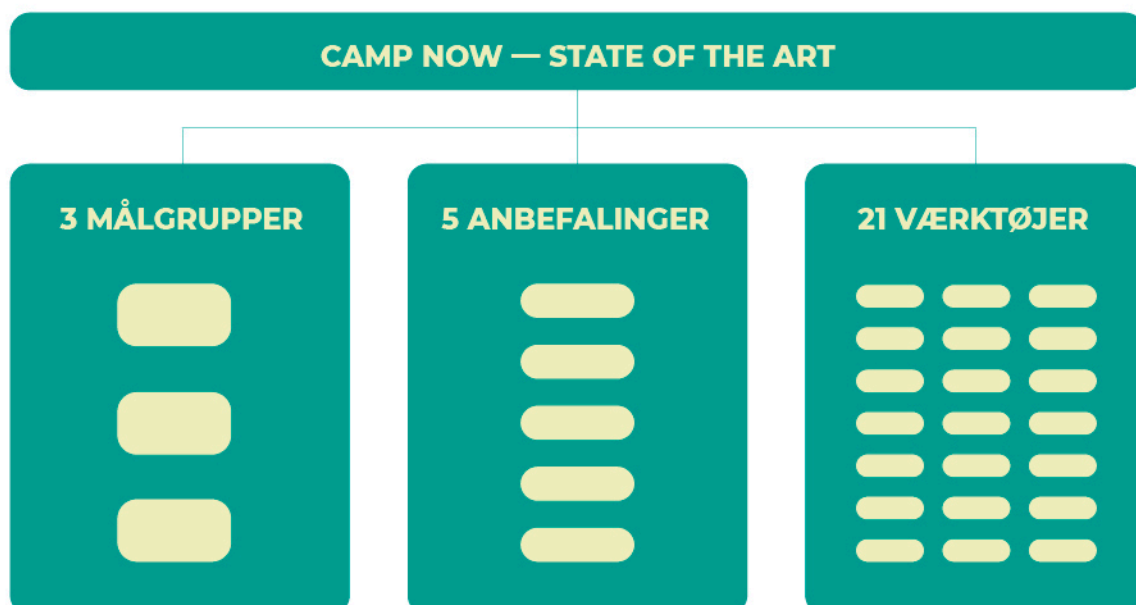 CAMP NOW — STATE OF THE ART
3 MÅLGRUPPER
5 ANBEFALINGER
21 VÆRKTØJER